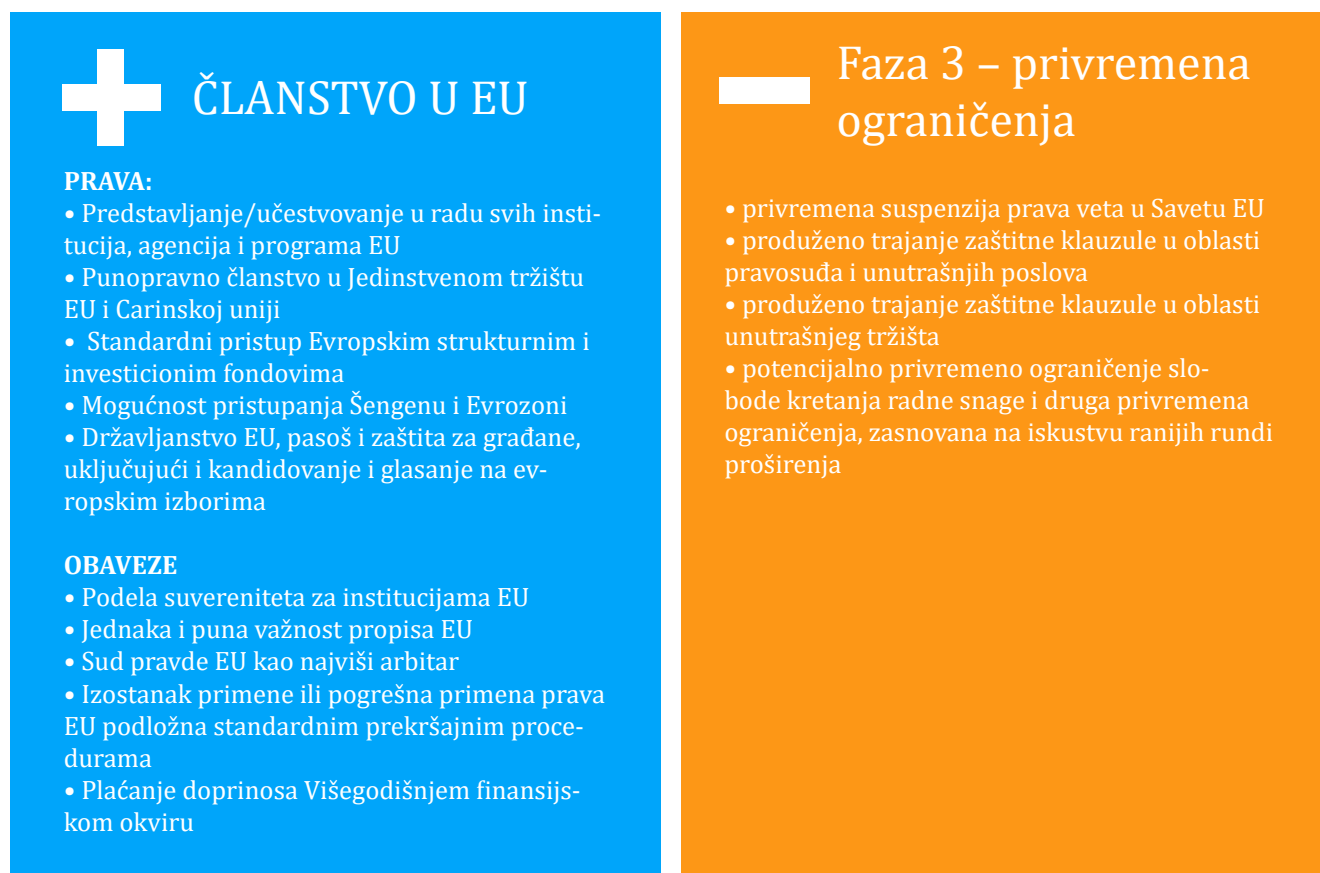 ČLANSTVO U EU
PRAVA:
• Predstavljanje/učestvovanje u radu svih insti-
tucija, agencija i programa EU
• Punopravno članstvo u Jedinstvenom tržištu
EU i Carinskoj uniji
• Standardni pristup Evropskim strukturnim i
investicionim fondovima
• Mogućnost pristupanja Šengenu i Evrozoni
• Državljanstvo EU, pasoš i zaštita za građane,
uključujući i kandidovanje i glasanje na ev-
ropskim izborima
OBAVEZE
• Podela suvereniteta za institucijama EU
• Jednaka i puna važnost propisa EU
• Sud pravde EU kao najviši arbitar
• Izostanak primene ili pogrešna primena prava
EU podložna standardnim prekršajnim proce-
durama
• Plaćanje doprinosa Višegodišnjem finansijs-
kom okviru
Faza 3 – privremena
ograničenja
• privremena suspenzija prava veta u Savetu EU
• produženo trajanje zaštitne klauzule u oblasti
pravosuđa i unutrašnjih poslova
• produženo trajanje zaštitne klauzule u oblasti
unutrašnjeg tržišta
• potencijalno privremeno ograničenje slo-
bode kretanja radne snage i druga privremena
ograničenja, zasnovana na iskustvu ranijih rundi
proširenja